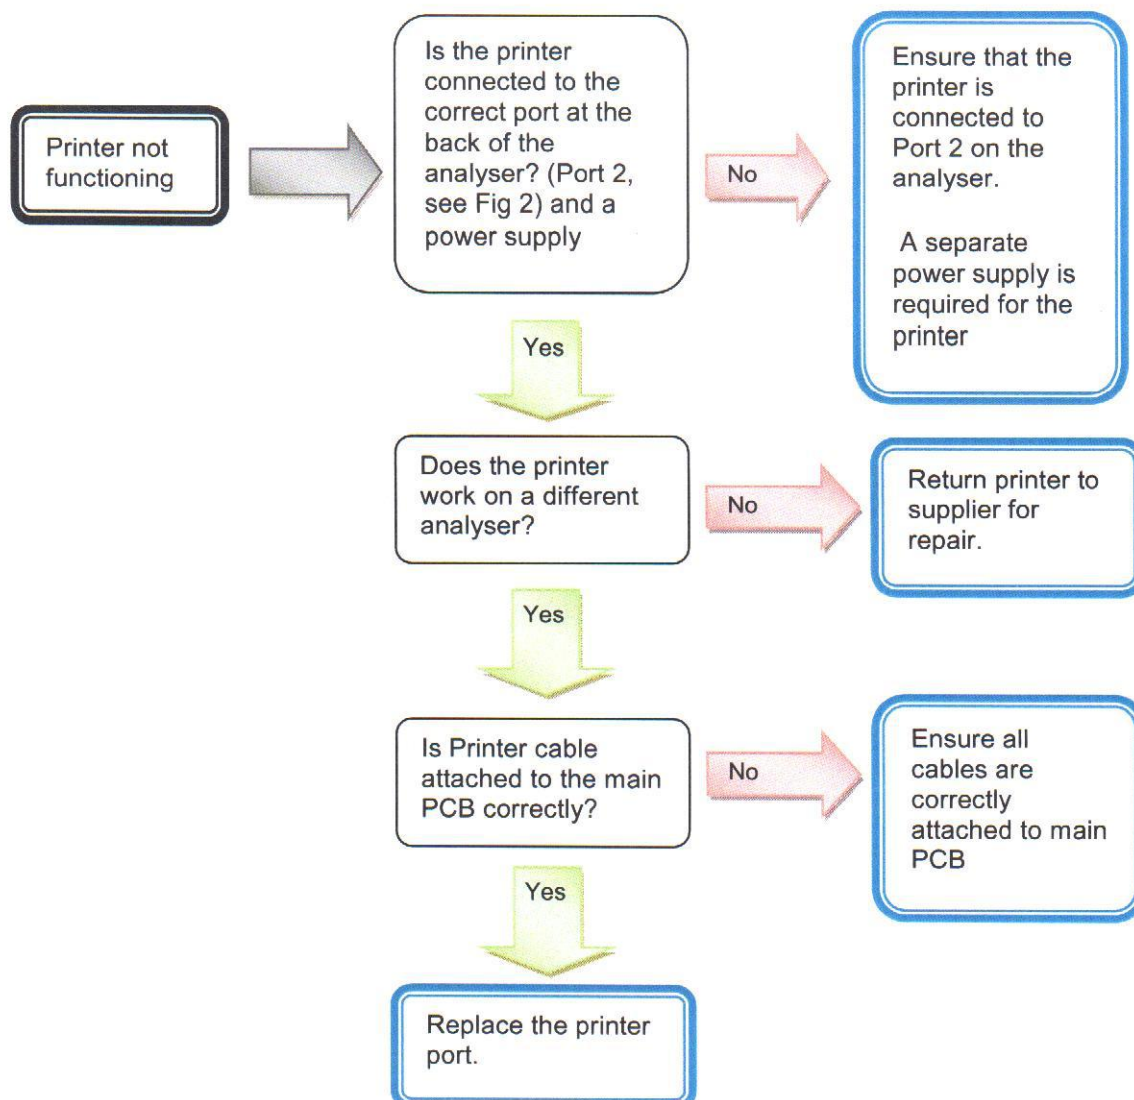 Printer not
functioning
Is the printer
connected to the
correct port at the
back of the
analyser? (Port 2,
see Fig 2) and a
power supply
No
Ensure that the
printer is
connected to
Port 2 on the
analyser.
A separate
power supply is
required for the
printer
Yes
Does the printer
work on a different
analyser?
No
Return printer to
supplier for
repair.
Yes
Is Printer cable
attached to the main
PCB correctly?
No
Ensure all
cables are
correctly
attached to main
PCB
Yes
Replace the printer
port.